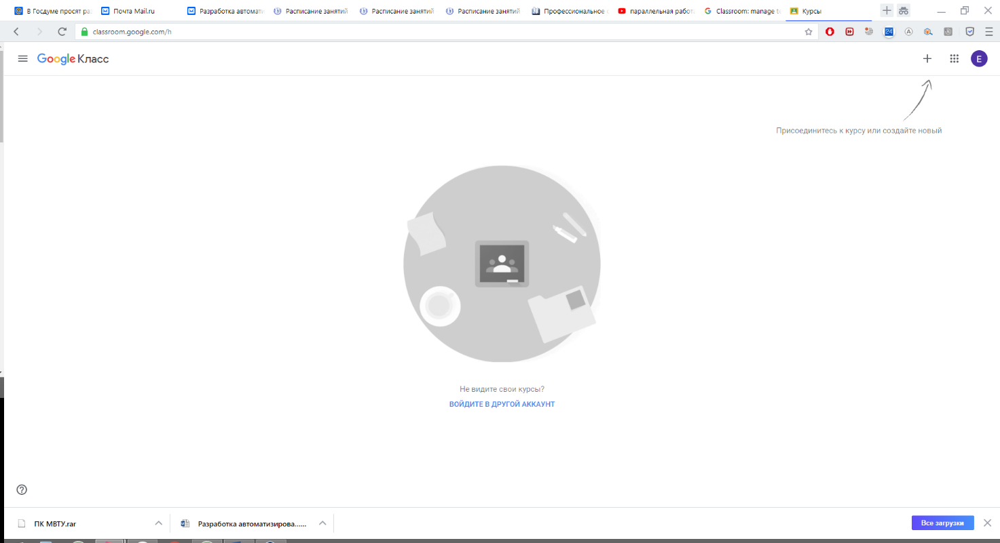 В Госдуме просят ра
Почта Mail.ru
Разработка автомати
Расписание занятий
Расписание занятий
Расписание занятий
Профессиональное
параллельная работ
Classroom: manage te
Курсы
classroom.google.com/h
24
A
Google Класс
E
Присоединитесь к курсу или создайте новый
Не видите свои курсы?
ВОЙДИТЕ В ДРУГОЙ АККАУНТ
ПК МВТУ.rar
Разработка автоматизирова......
Все загрузки